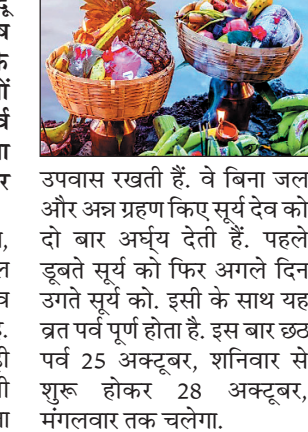 उपवास रखती हैं. वे बिना जल
और अन्न ग्रहण किए सूर्य देव को
दो बार अर्घ्य देती हैं. पहले
डूबते सूर्य को फिर अगले दिन
उगते सूर्य को. इसी के साथ यह
व्रत पर्व पूर्ण होता है. इस बार छठ
पर्व 25 अक्टूबर, शनिवार से
शुरू होकर 28 अक्टूबर,
मंगलवार तक चलेगा.